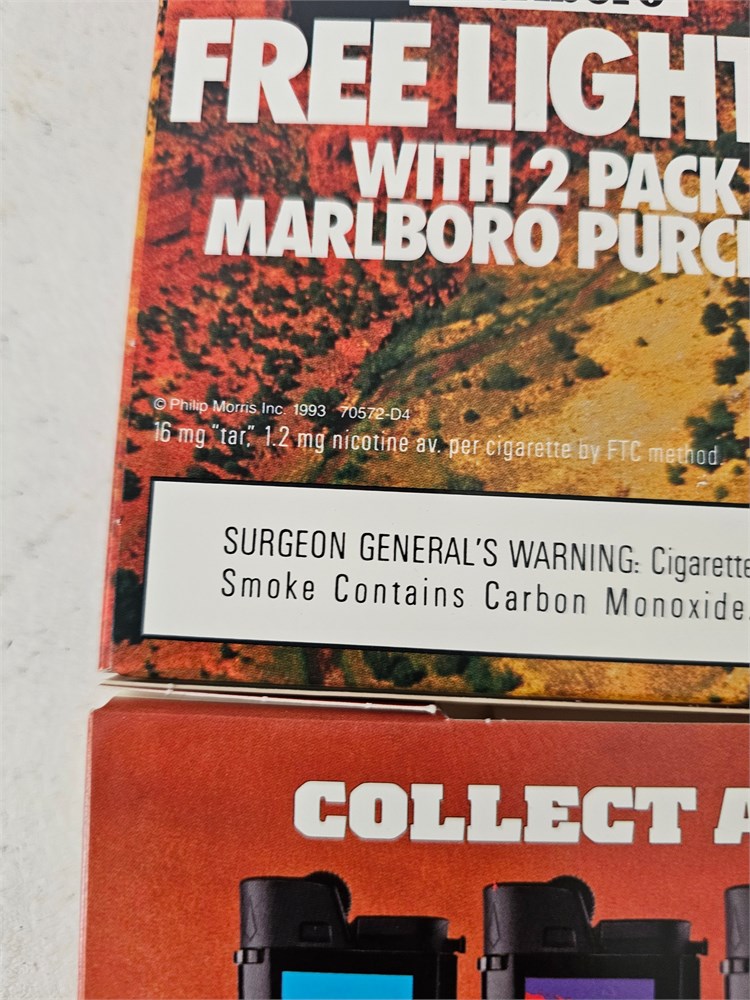 FREE LIGHT
WITH 2 PACK
MARLBORO PURCH
© Philip Morris Inc. 1993 70572-D4
16 mg "tar," 1.2 mg nicotine av. per cigarette by FTC method.
SURGEON GENERAL'S WARNING: Cigarette
Smoke Contains Carbon Monoxide.
COLLECT A